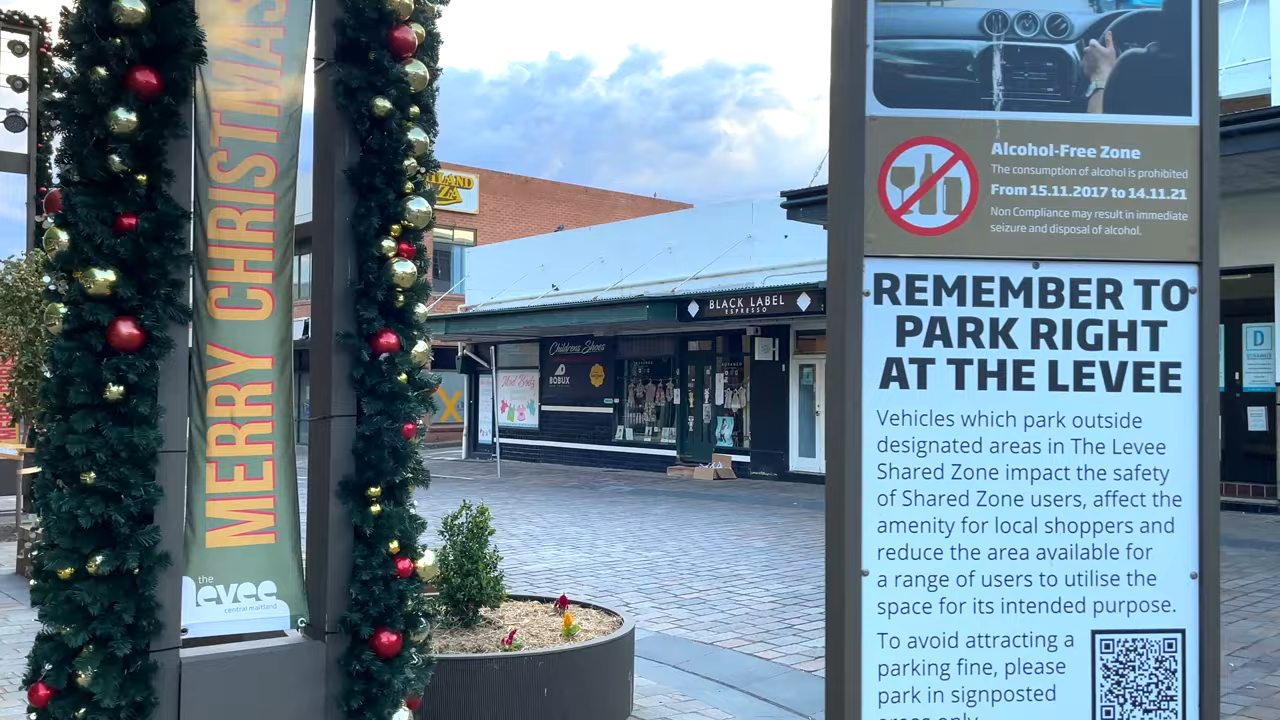 MERRY CHRISTMAS
the
levee
central maitland
BLACK LABEL
ESPRESSO
Childrens Shoes
BOBUX
Alcohol-Free Zone
The consumption of alcohol is prohibited
From 15.11.2017 to 14.11.21
Non Compliance may result in immediate
seizure and disposal of alcohol.
REMEMBER TO
PARK RIGHT
AT THE LEVEE
Vehicles which park outside
designated areas in The Levee
Shared Zone impact the safety
of Shared Zone users, affect the
amenity for local shoppers and
reduce the area available for
a range of users to utilise the
space for its intended purpose.
To avoid attracting a
parking fine, please
park in signposted
areas only
D